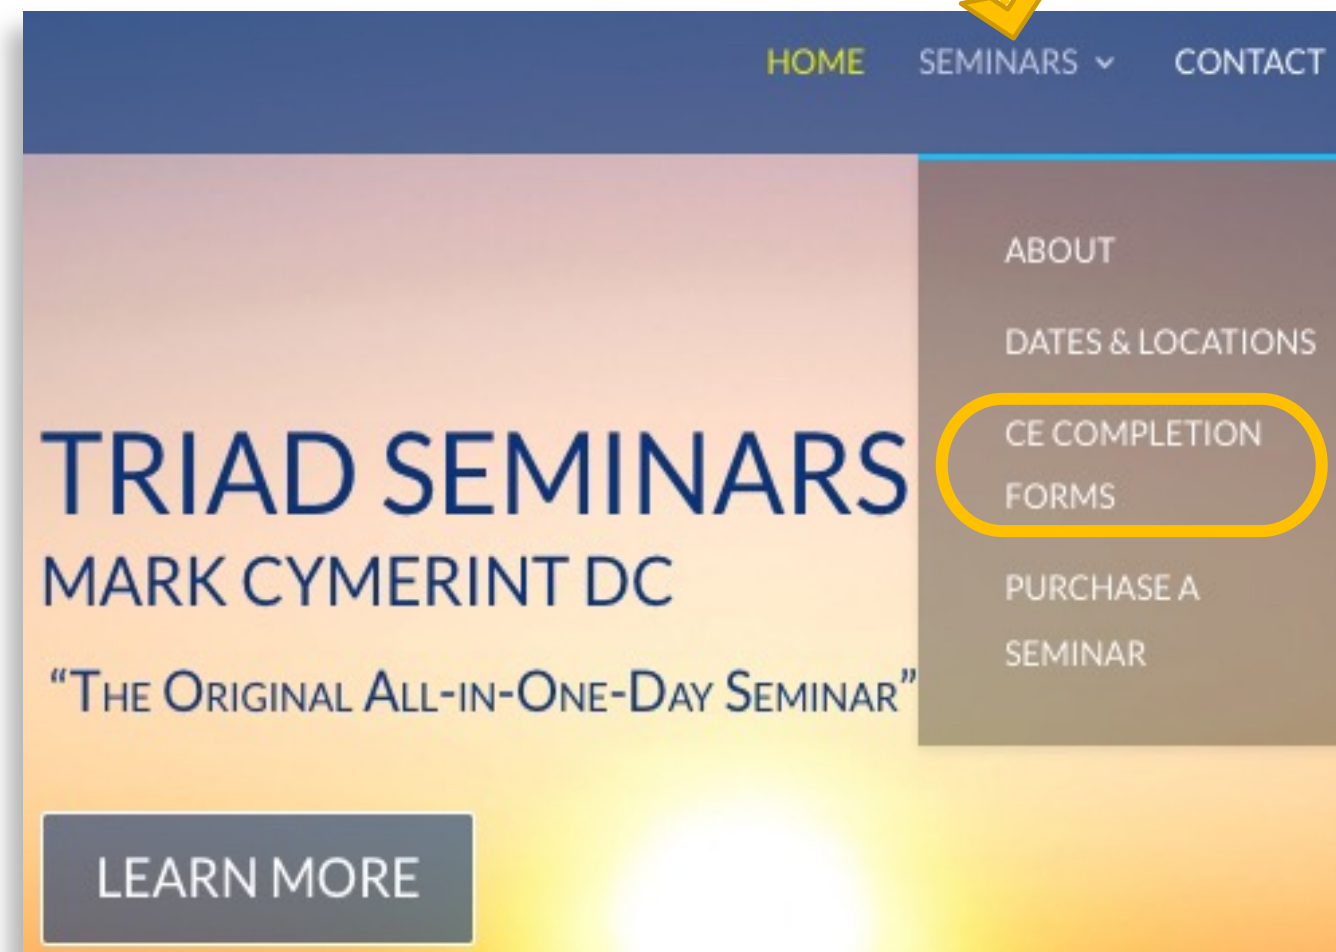 HOME SEMINARS CONTACT
ABOUT
DATES & LOCATIONS
CE COMPLETION
FORMS
PURCHASE A
SEMINAR
TRIAD SEMINARS
MARK CYMERINT DC
“THE ORIGINAL ALL-IN-ONE-DAY SEMINAR”
LEARN MORE